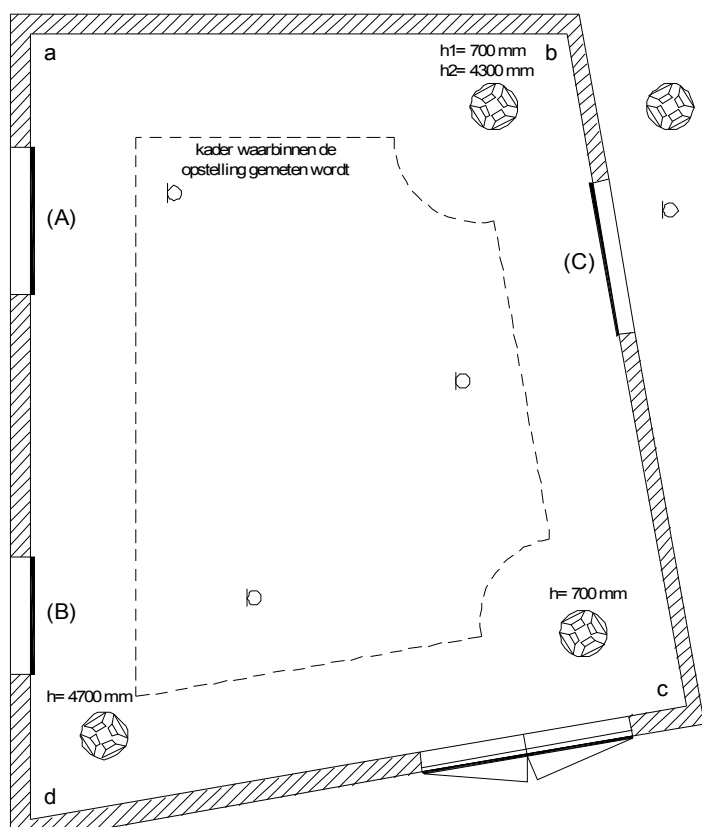 a
h1= 700 mm
b
h2= 4300 mm
kader waarbinnen de
opstelling gemeten wordt
(A)
(C)
h= 700 mm
(B)
h= 4700 mm
c
d